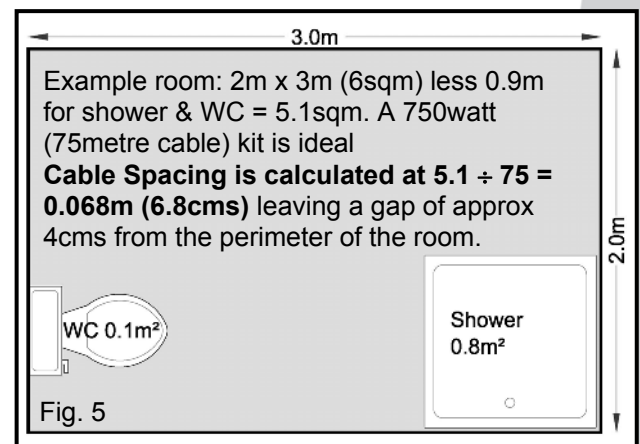 3.0m
Example room: 2m x 3m (6sqm) less 0.9m
for shower & WC = 5.1sqm. A 750watt
(75metre cable) kit is ideal
Cable Spacing is calculated at 5.1 ÷ 75 =
0.068m (6.8cms) leaving a gap of approx
4cms from the perimeter of the room.
2.0m
WC 0.1m²
Shower
0.8m²
Fig. 5